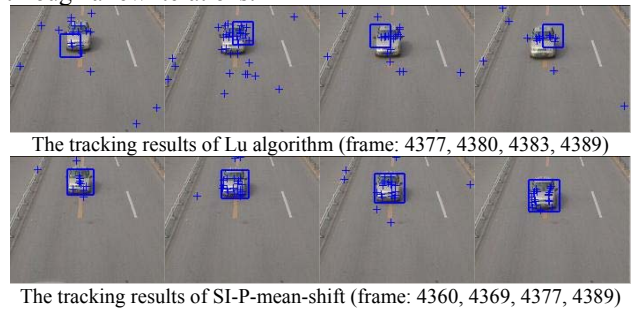 The tracking results of Lu algorithm (frame: 4377, 4380, 4383, 4389)
The tracking results of SI-P-mean-shift (frame: 4360, 4369, 4377, 4389)